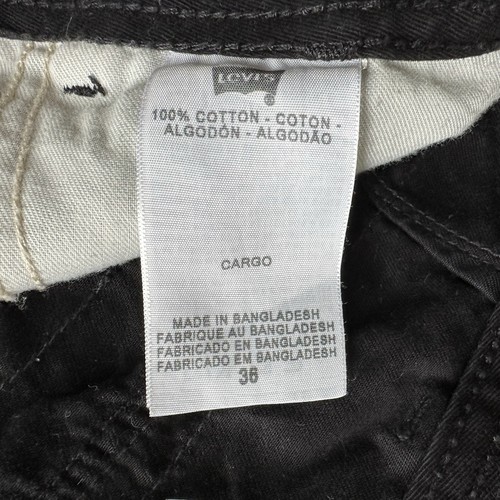 LEVI'S
®
100% COTTON - COTON -
ALGODÓN - ALGODÃO
CARGO
MADE IN BANGLADESH
FABRIQUE AU BANGLADESH
FABRICADO EN BANGLADESH
FABRICADO EM BANGLADESH
36